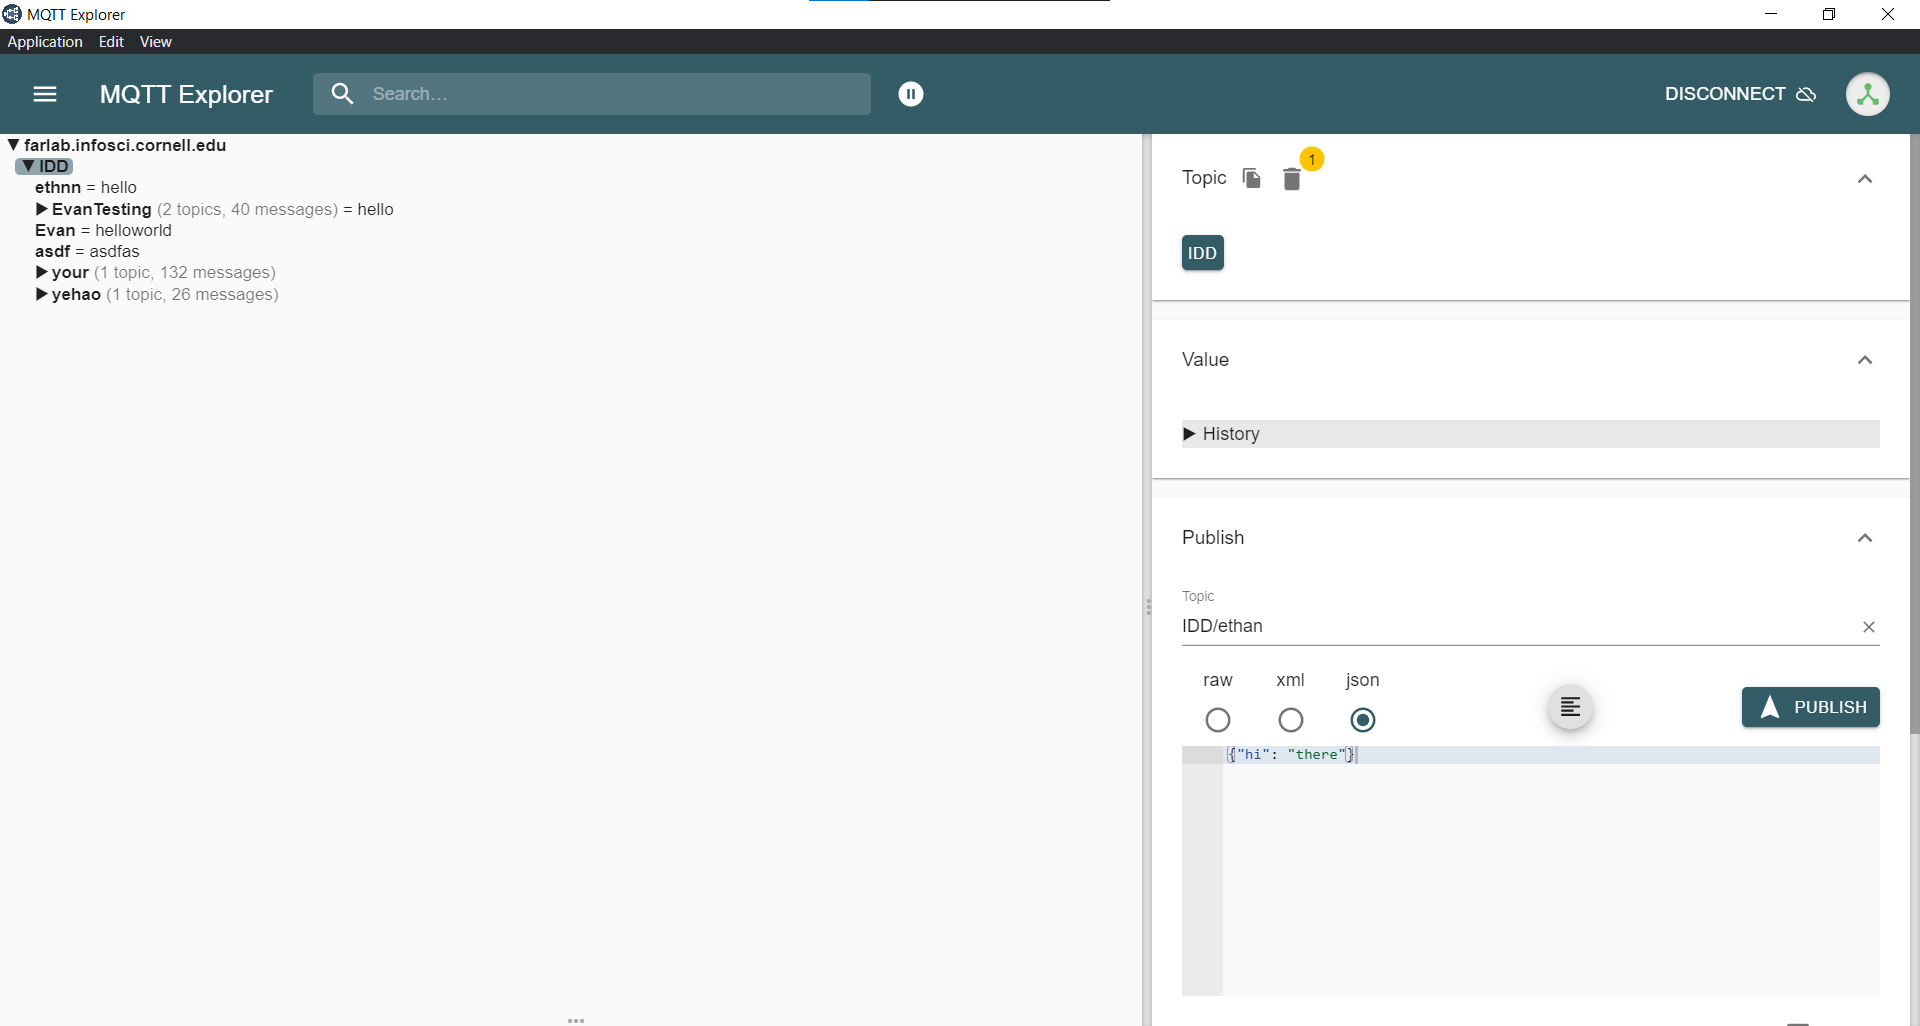 MQTT Explorer
Application Edit View
MQTT Explorer
Search...
DISCONNECT
farlab.infosci.cornell.edu
IDD
ethnn = hello
EvanTesting (2 topics, 40 messages) = hello
Evan = helloworld
asdf = asdfas
your (1 topic, 132 messages)
yehao (1 topic, 26 messages)
Topic
1
IDD
Value
History
Publish
Topic
IDD/ethan
raw xml json
PUBLISH
{"hi": "there"}